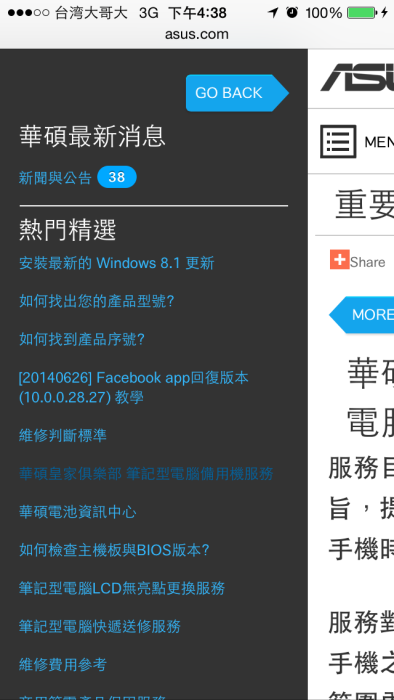 台湾大哥大 3G 下午4:38 100%
asus.com
GO BACK
華碩最新消息
新聞與公告 38
熱門精選
安裝最新的 Windows 8.1 更新
如何找出您的產品型號?
如何找到產品序號?
[20140626] Facebook app回復版本
(10.0.0.28.27) 教學
維修判斷標準
華碩皇家俱樂部 筆記型電腦備用機服務
華碩電池資訊中心
如何檢查主機板與BIOS版本?
筆記型電腦LCD無亮點更換服務
筆記型電腦快遞送修服務
維修費用參考
ASU
MEN
重要
Share
MORE
華碩
電腦
服務目
旨，提
手機時
服務對
手機之